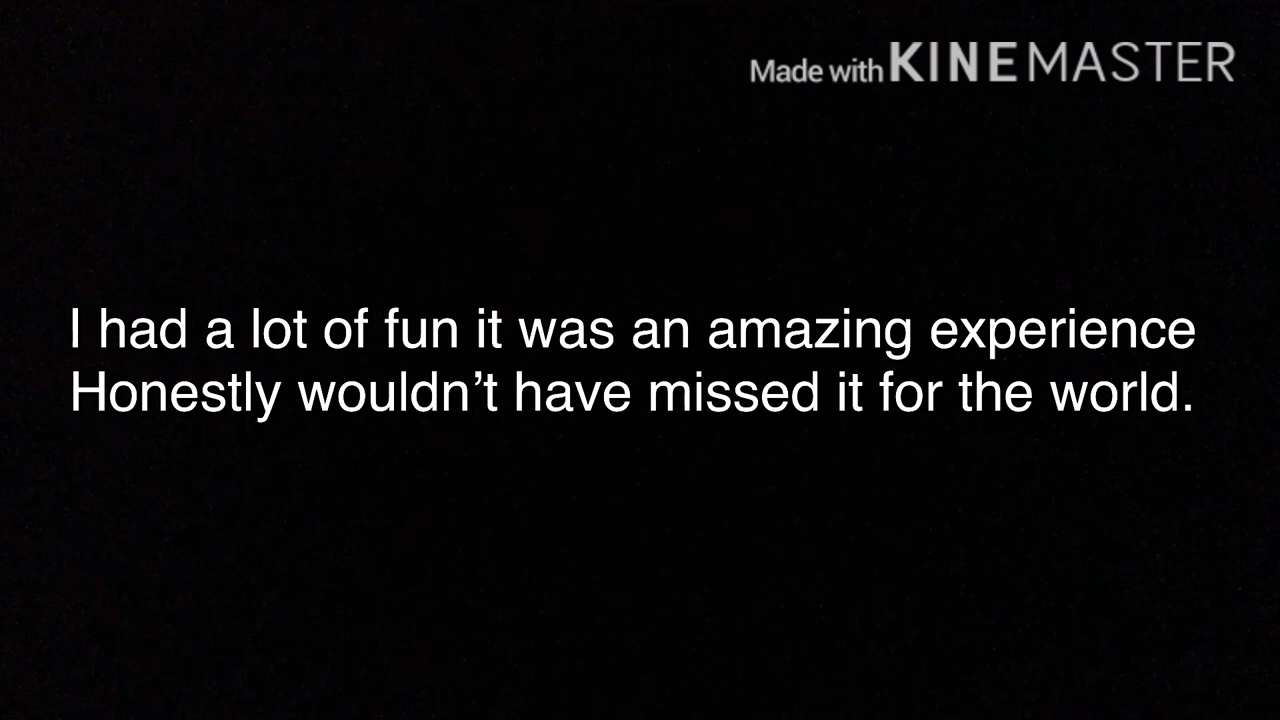 Made with KINEMASTER
I had a lot of fun it was an amazing experience
Honestly wouldn’t have missed it for the world.